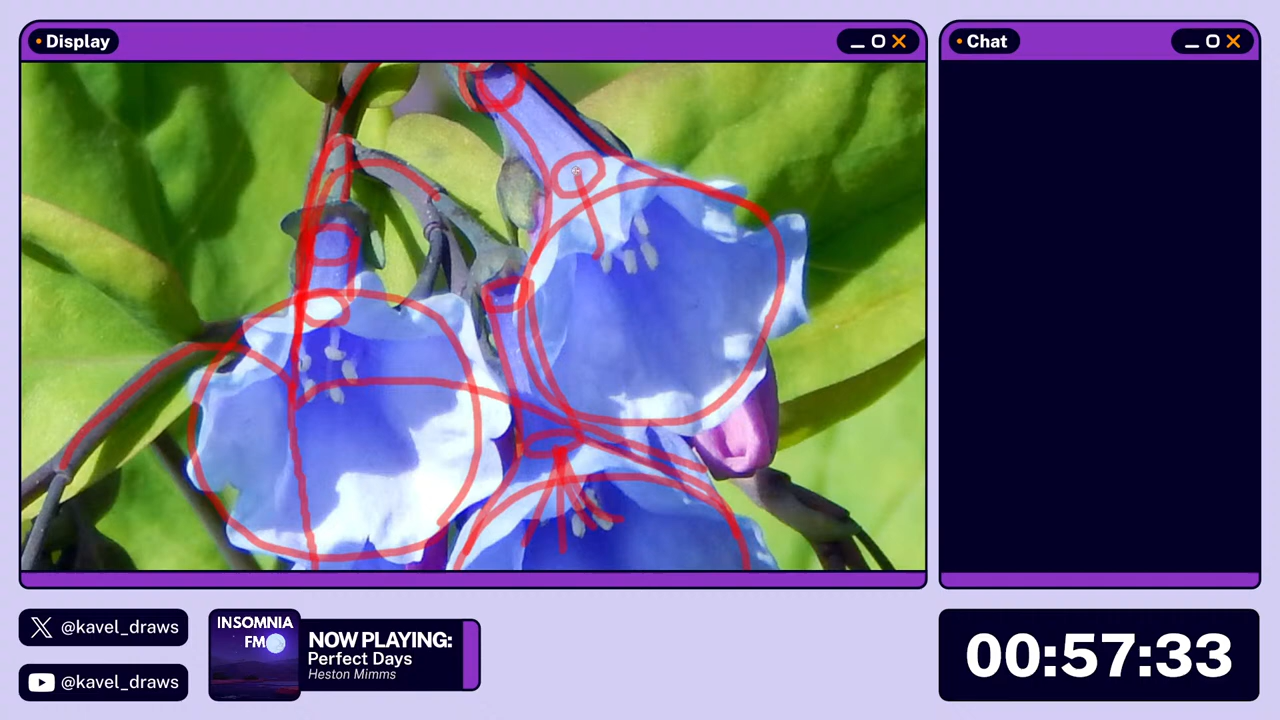 Display
Chat
@kavel_draws
@kavel_draws
INSOMNIA
FM
NOW PLAYING:
Perfect Days
Heston Mimms
00:57:33